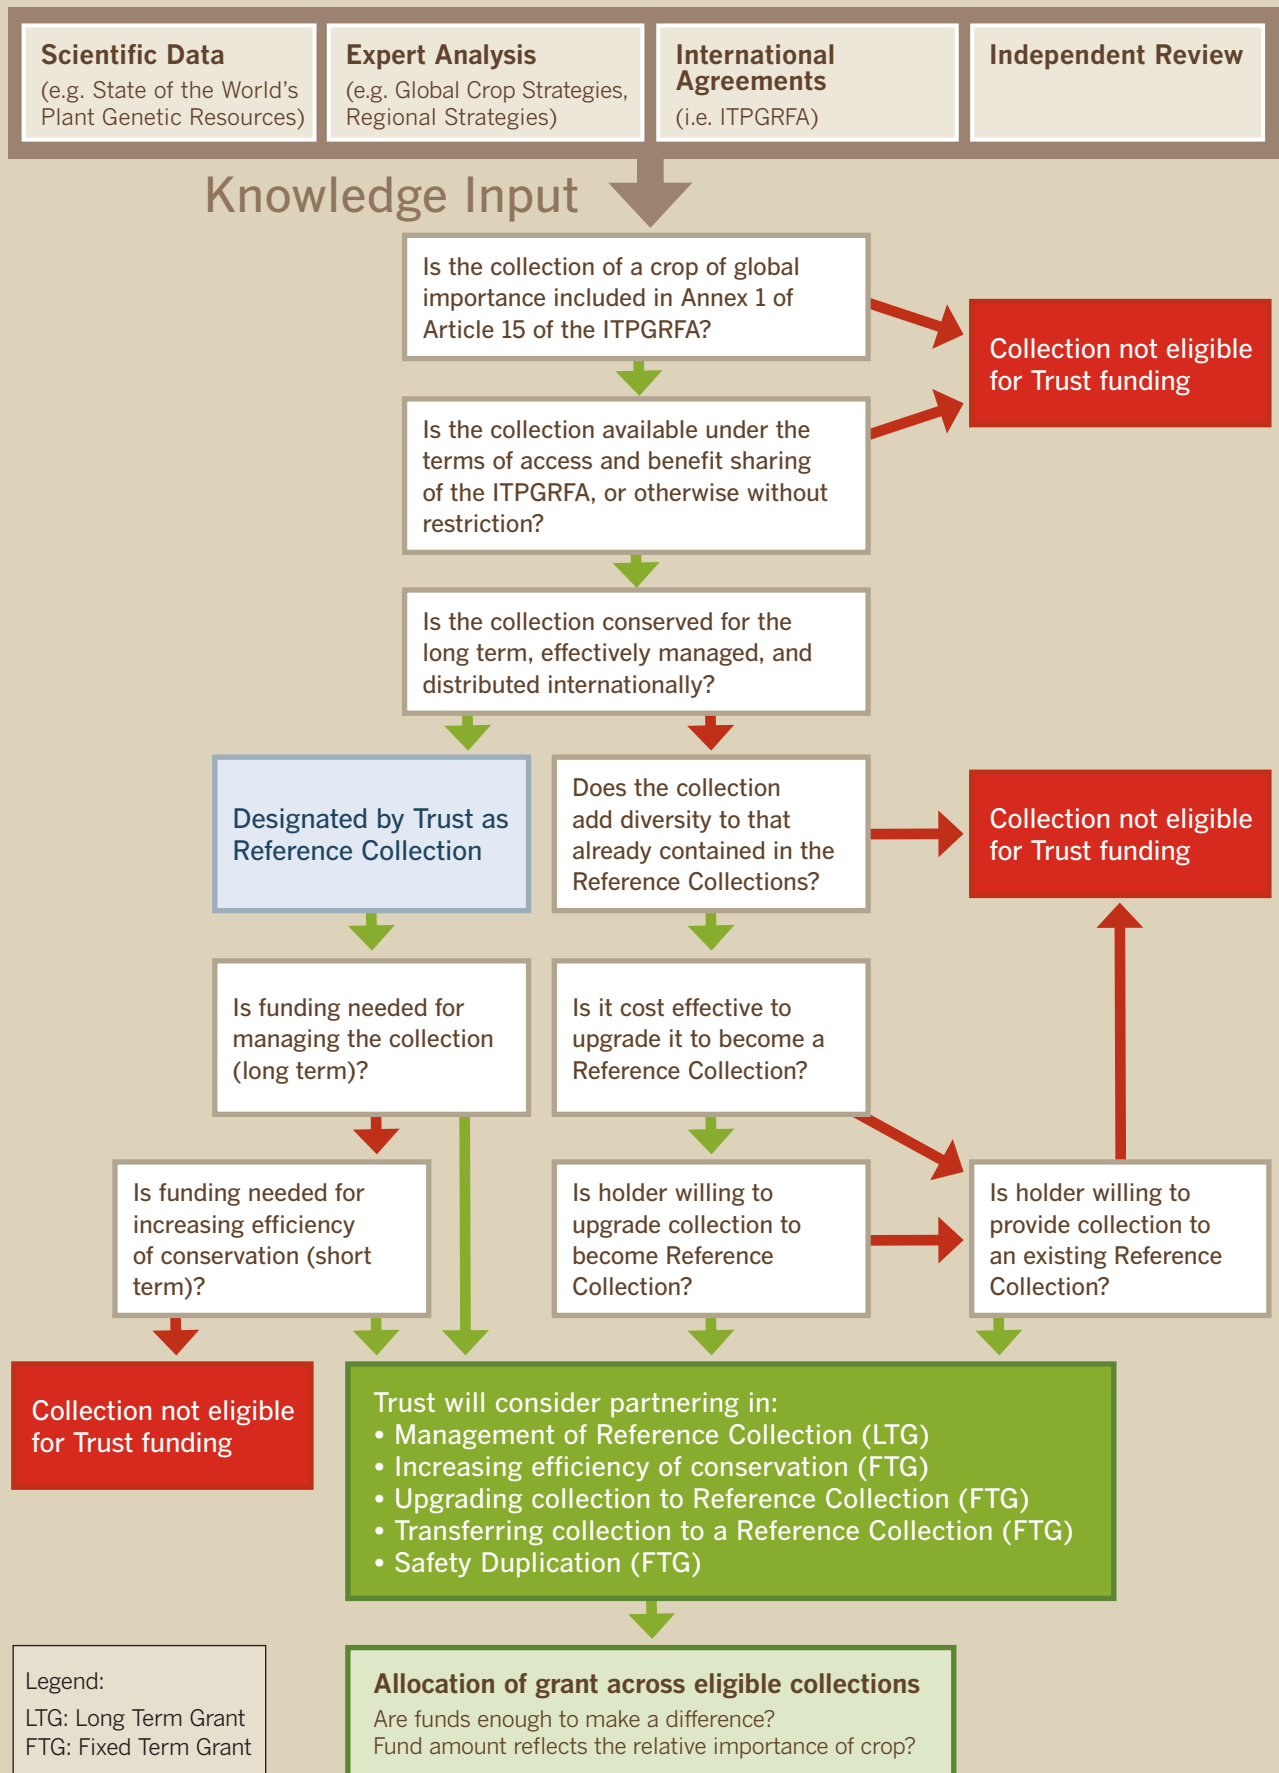 Scientific Data
(e.g. State of the World's
Plant Genetic Resources)
Expert Analysis
(e.g. Global Crop Strategies,
Regional Strategies)
International
Agreements
(i.e. ITPGRFA)
Independent Review
Knowledge Input
Is the collection of a crop of global
importance included in Annex 1 of
Article 15 of the ITPGRFA?
Collection not eligible
for Trust funding
Is the collection available under the
terms of access and benefit sharing
of the ITPGRFA, or otherwise without
restriction?
Is the collection conserved for the
long term, effectively managed, and
distributed internationally?
Designated by Trust as
Reference Collection
Does the collection
add diversity to that
already contained in the
Reference Collections?
Collection not eligible
for Trust funding
Is funding needed for
managing the collection
(long term)?
Is it cost effective to
upgrade it to become a
Reference Collection?
Is funding needed for
increasing efficiency
of conservation (short
term)?
Is holder willing to
upgrade collection to
become Reference
Collection?
Is holder willing to
provide collection to
an existing Reference
Collection?
Collection not eligible
for Trust funding
Trust will consider partnering in:
• Management of Reference Collection (LTG)
• Increasing efficiency of conservation (FTG)
• Upgrading collection to Reference Collection (FTG)
• Transferring collection to a Reference Collection (FTG)
• Safety Duplication (FTG)
Legend:
LTG: Long Term Grant
FTG: Fixed Term Grant
Allocation of grant across eligible collections
Are funds enough to make a difference?
Fund amount reflects the relative importance of crop?